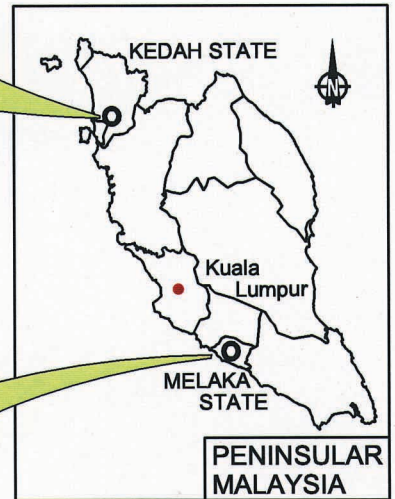 KEDAH STATE
N
Kuala
Lumpur
MELAKA
STATE
PENINSULAR
MALAYSIA